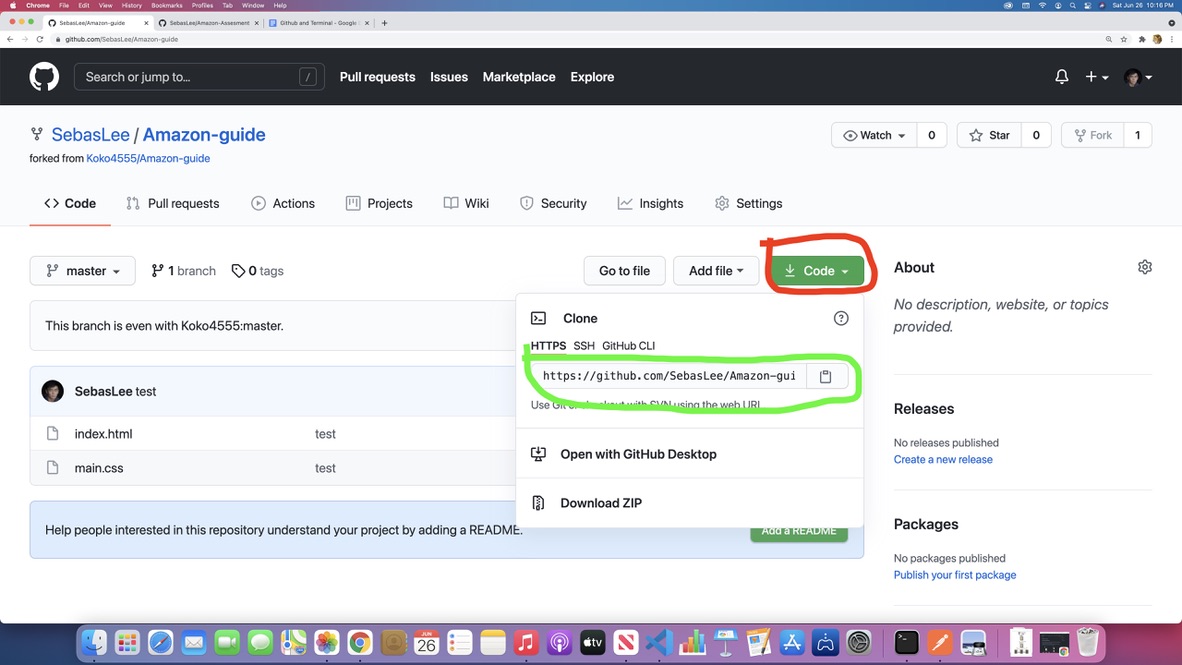 Chrome File Edit View History Bookmarks Profiles Tab Window Help Sat Jun 26 10:16 PM
SebasLee/Amazon-guide SebasLee/Amazon-Assesment Github and Terminal - Google
github.com/SebasLee/Amazon-guide
Search or jump to... / Pull requests Issues Marketplace Explore
SebasLee / Amazon-guide Watch 0 Star 0 Fork 1
forked from Koko4555/Amazon-guide
Code Pull requests Actions Projects Wiki Security Insights Settings
master 1 branch 0 tags Go to file Add file Code About
No description, website, or topics
provided.
This branch is even with Koko4555:master.
Clone
HTTPS SSH GitHub CLI
https://github.com/SebasLee/Amazon-gui
Use Git or checkout with SVN using the web URL
SebasLee test
index.html test
main.css test
Open with GitHub Desktop
Download ZIP
Help people interested in this repository understand your project by adding a README. Add a README
Releases
No releases published
Create a new release
Packages
No packages published
Publish your first package
JUN
26
tv